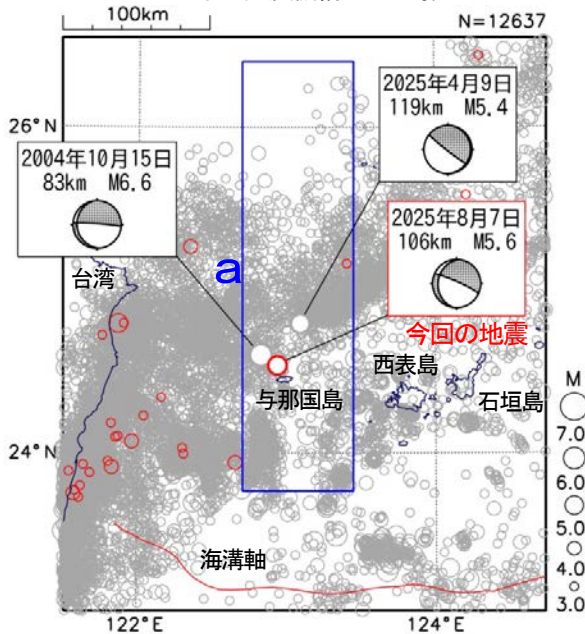 100km
N=12637
26°N
2025年4月9日
119km M5.4
2004年10月15日
83km M6.6
2025年8月7日
106km M5.6
a
台湾
今回の地震
西表島
与那国島
石垣島
M
7.0
24°N
6.0
5.0
海溝軸
4.0
3.0
122°E
124°E